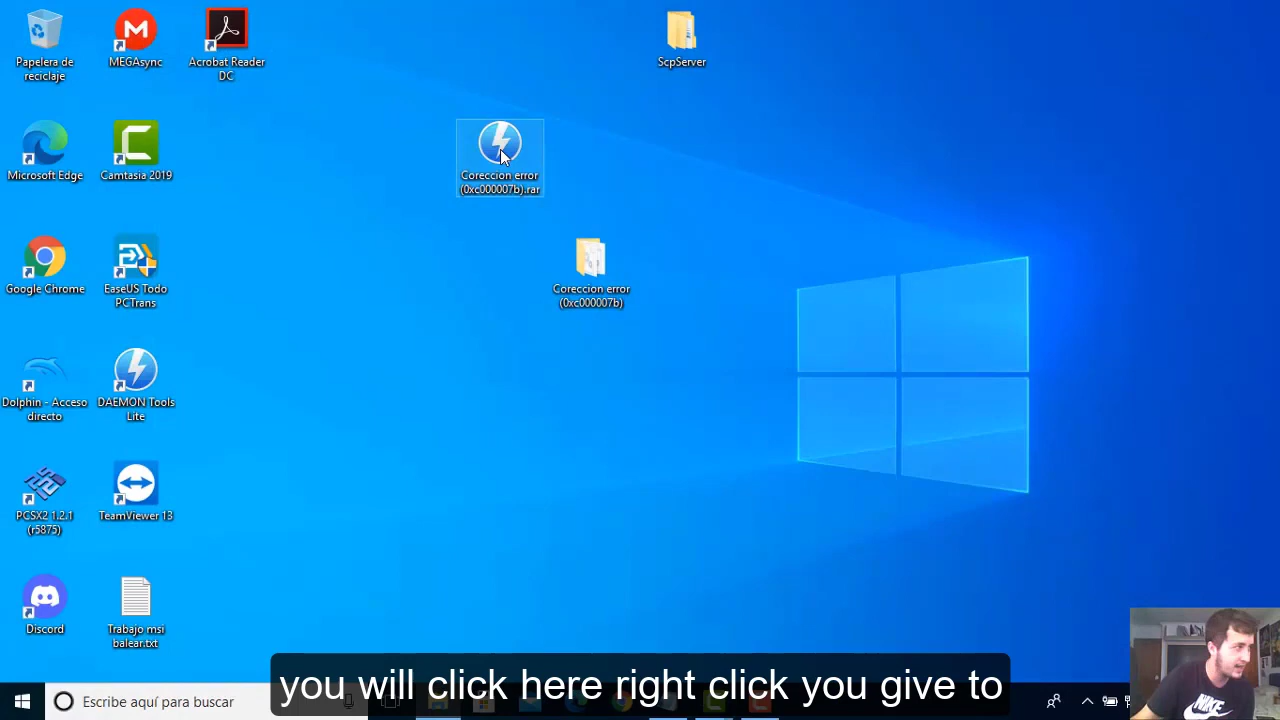 Papelera de
reciclaje
MEGAsync
Acrobat Reader
DC
ScpServer
Microsoft Edge
Camtasia 2019
Coreccion error
(0xc000007b).rar
Google Chrome
EaseUS Todo
PCTrans
Coreccion error
(0xc000007b)
Dolphin - Acceso
directo
DAEMON Tools
Lite
PCSX2 1.2.1
(r5875)
TeamViewer 13
Discord
Trabajo msi
balear.txt
you will click here right click you give to
Escribe aquí para buscar
NIKE